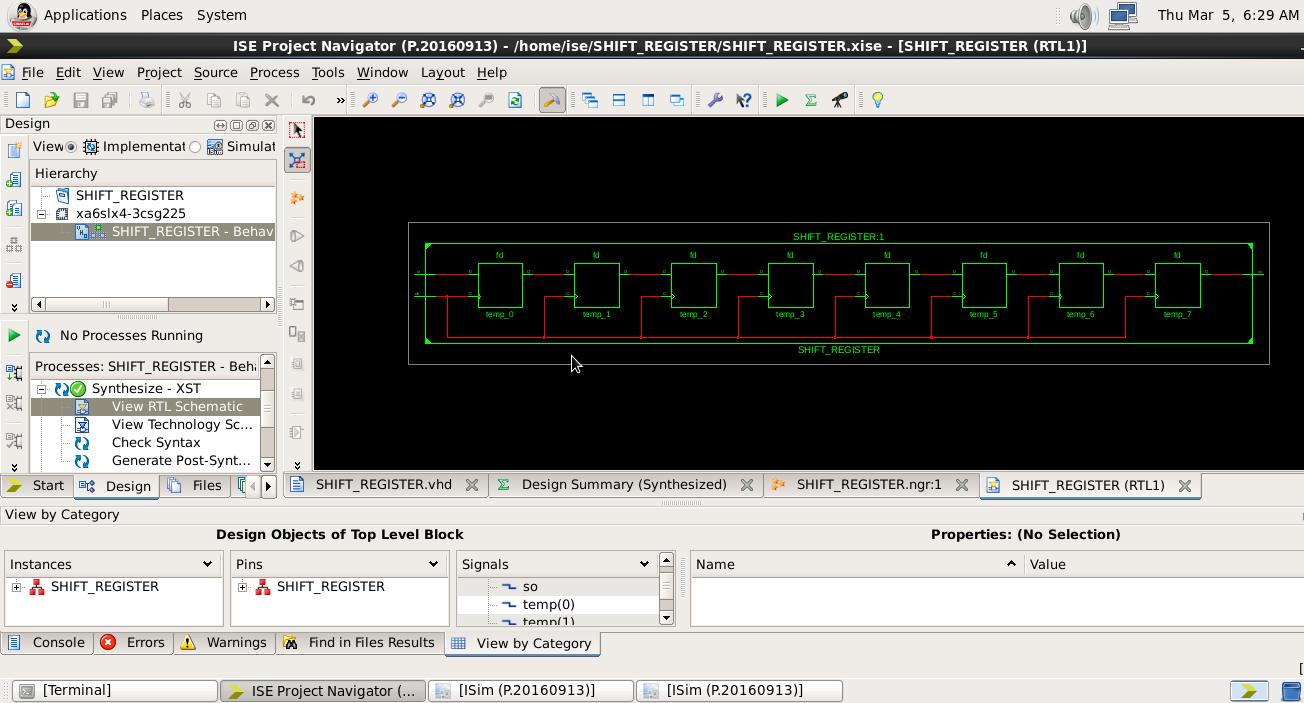 Applications Places System Thu Mar 5, 6:29 AM
ISE Project Navigator (P.20160913) - /home/ise/SHIFT_REGISTER/SHIFT_REGISTER.xise - [SHIFT_REGISTER (RTL1)]
File Edit View Project Source Process Tools Window Layout Help
Design
View Implementat Simulat
Hierarchy
SHIFT_REGISTER
xa6slx4-3csg225
SHIFT_REGISTER - Behav
No Processes Running
Processes: SHIFT_REGISTER - Beha
Synthesize - XST
View RTL Schematic
View Technology Sc...
Check Syntax
Generate Post-Synt...
Start Design Files
SHIFT_REGISTER:1
fd fd fd fd fd fd fd fd
temp_0 temp_1 temp_2 temp_3 temp_4 temp_5 temp_6 temp_7
SHIFT_REGISTER
SHIFT_REGISTER.vhd Design Summary (Synthesized) SHIFT_REGISTER.ngr:1 SHIFT_REGISTER (RTL1)
View by Category
Design Objects of Top Level Block Properties: (No Selection)
Instances Pins Signals Name Value
SHIFT_REGISTER SHIFT_REGISTER so
temp(0)
temp(1)
Console Errors Warnings Find in Files Results View by Category
[Terminal] ISE Project Navigator (... [ISim (P.20160913)] [ISim (P.20160913)]